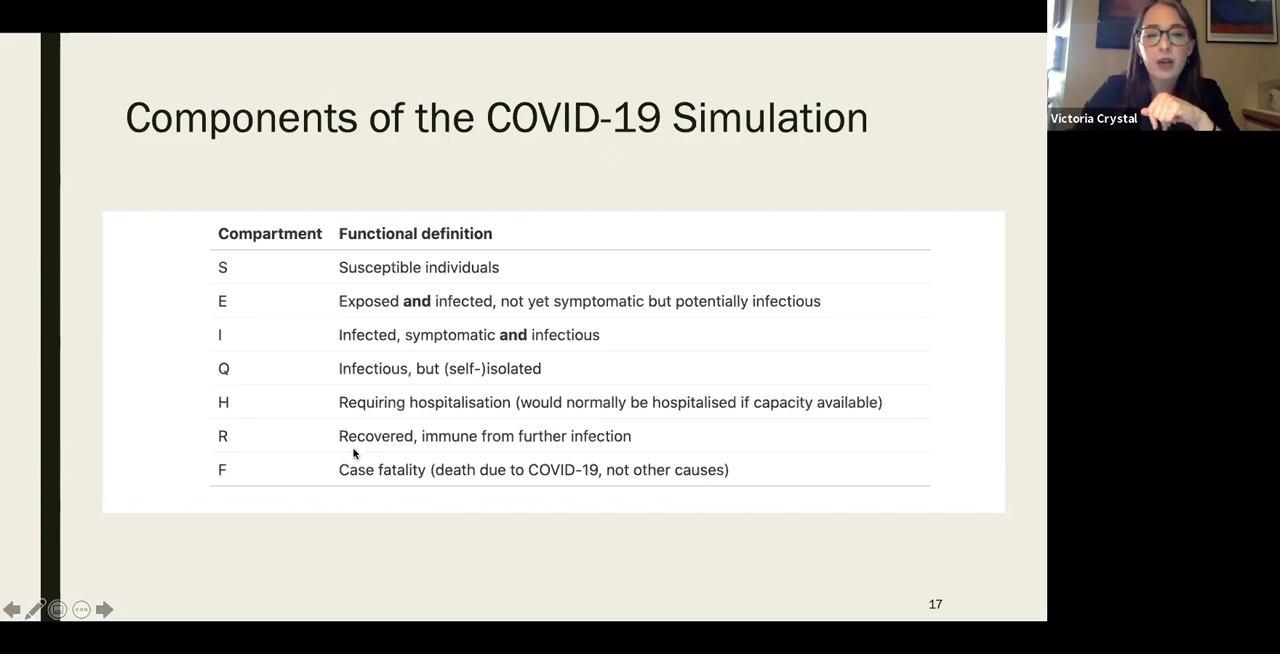 Components of the COVID-19 Simulation
Compartment Functional definition
S Susceptible individuals
E Exposed and infected, not yet symptomatic but potentially infectious
I Infected, symptomatic and infectious
Q Infectious, but (self-)isolated
H Requiring hospitalisation (would normally be hospitalised if capacity available)
R Recovered, immune from further infection
F Case fatality (death due to COVID-19, not other causes)
17
Victoria Crystal